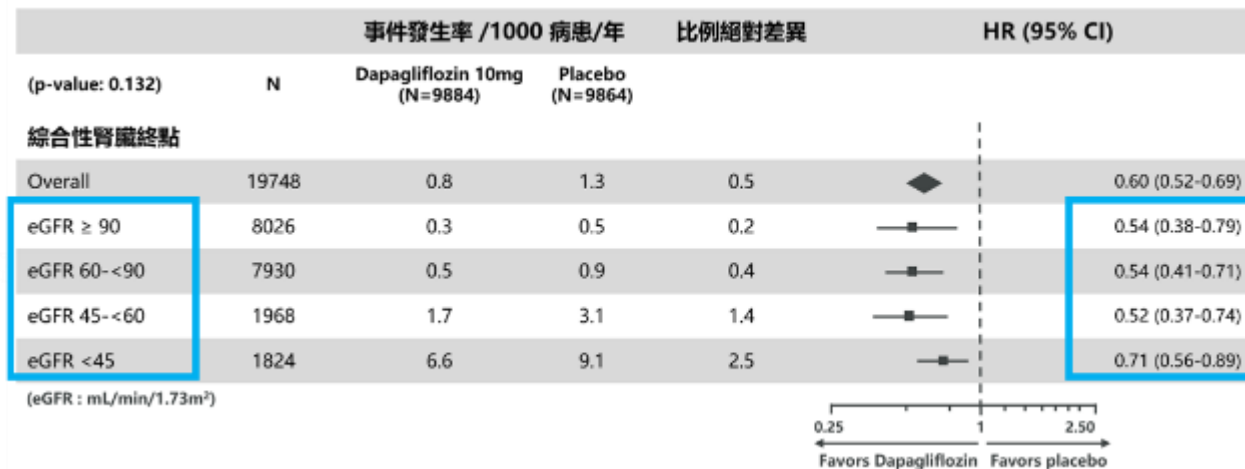 事件發生率 /1000 病患/年 比例絕對差異 HR (95% CI)
(p-value: 0.132) N Dapagliflozin 10mg (N=9884) Placebo (N=9864)
綜合性腎臟終點
Overall 19748 0.8 1.3 0.5 0.60 (0.52-0.69)
eGFR ≥ 90 8026 0.3 0.5 0.2 0.54 (0.38-0.79)
eGFR 60-<90 7930 0.5 0.9 0.4 0.54 (0.41-0.71)
eGFR 45-<60 1968 1.7 3.1 1.4 0.52 (0.37-0.74)
eGFR <45 1824 6.6 9.1 2.5 0.71 (0.56-0.89)
(eGFR : mL/min/1.73m²)
0.25 1 2.50
Favors Dapagliflozin Favors placebo